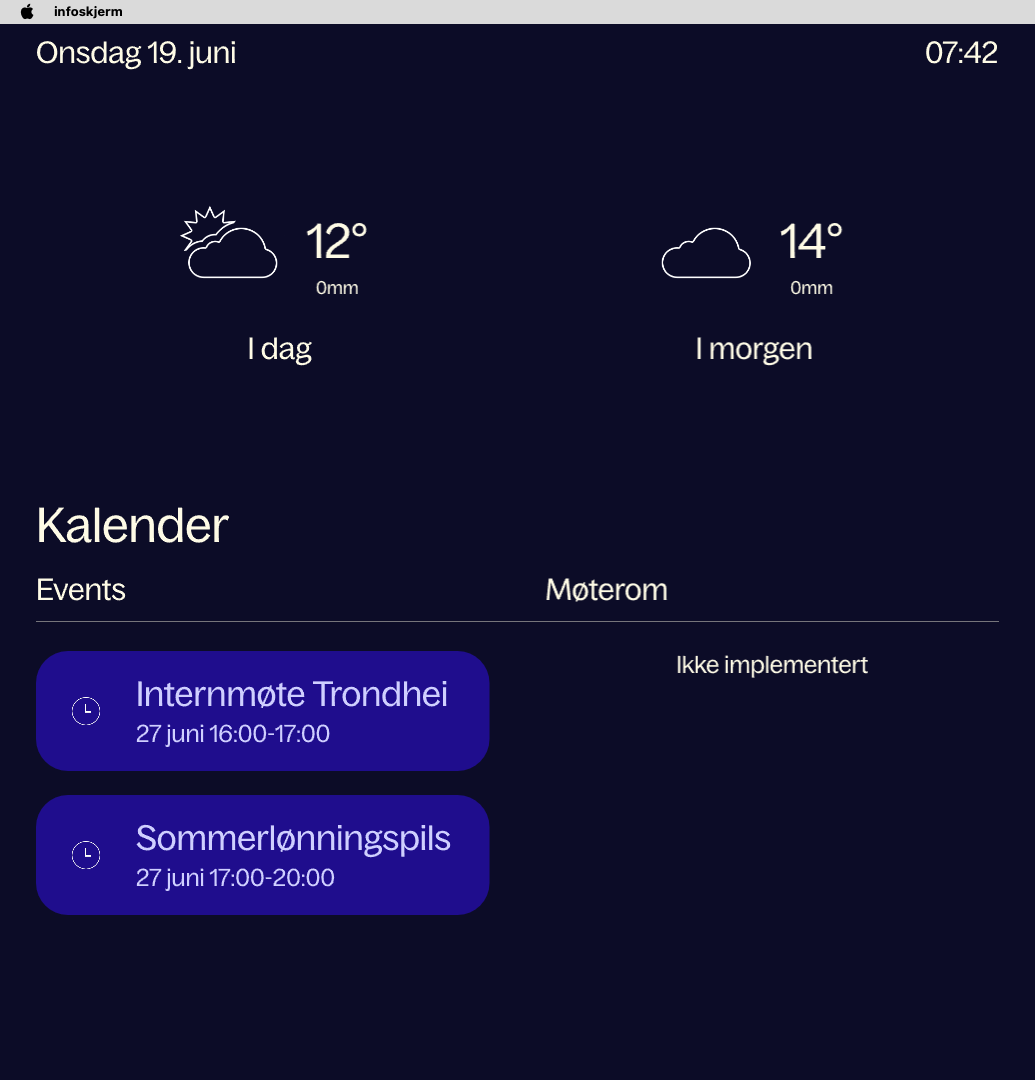 infoskjerm
Onsdag 19. juni
07:42
12°
0mm
I dag
14°
0mm
I morgen
Kalender
Events
Møterom
Internmøte Trondhei
27 juni 16:00-17:00
Sommerlønningspils
27 juni 17:00-20:00
Ikke implementert